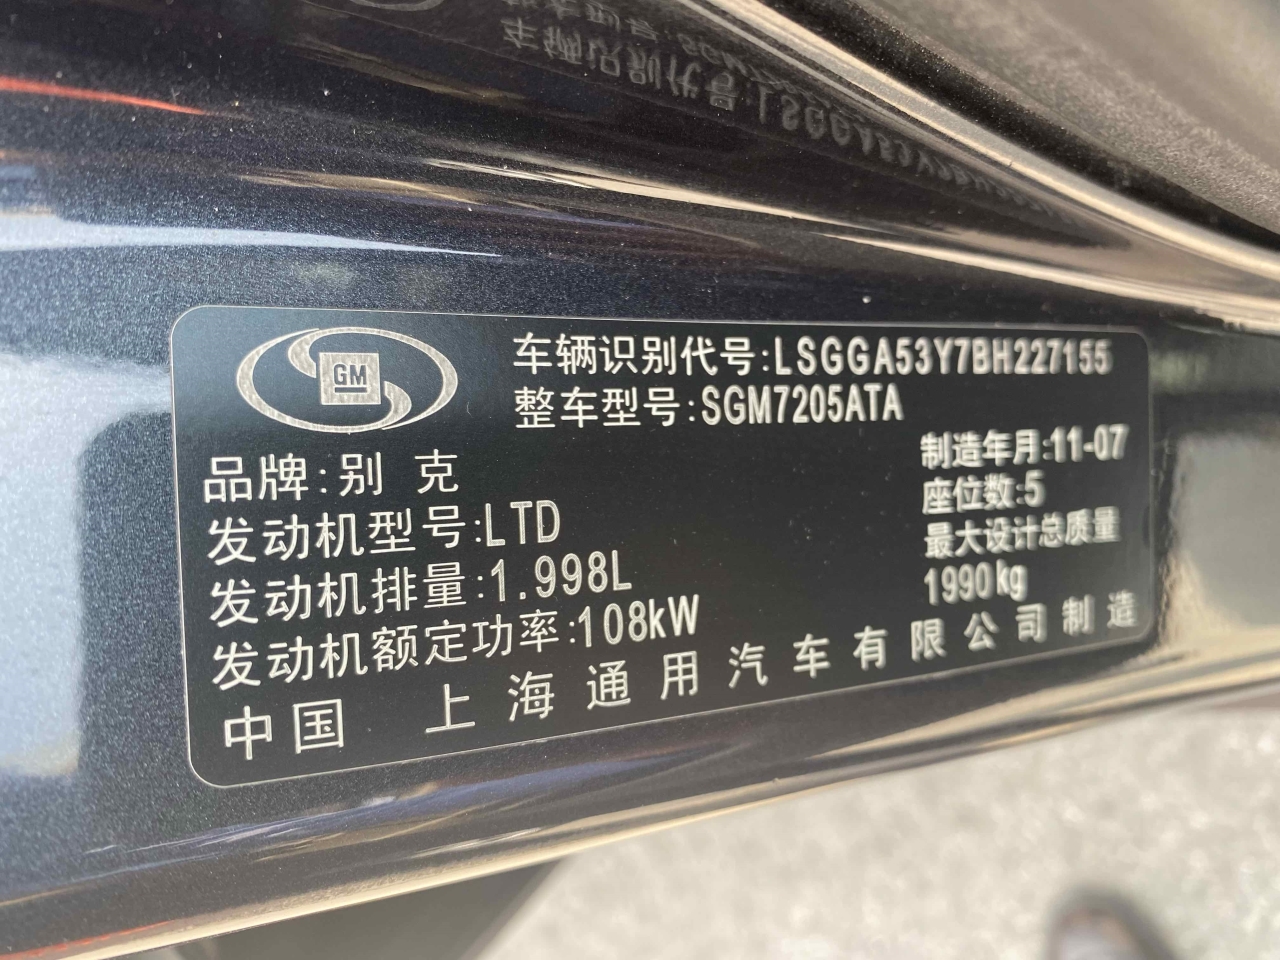 GM
车辆识别代号:LSGGA53Y7BH227155
整车型号:SGM7205ATA
品牌:别克
制造年月:11-07
发动机型号:LTD
座位数:5
发动机排量:1.998L
最大设计总质量
1990kg
发动机额定功率:108kW
中国 上海通用汽车有限公司制造